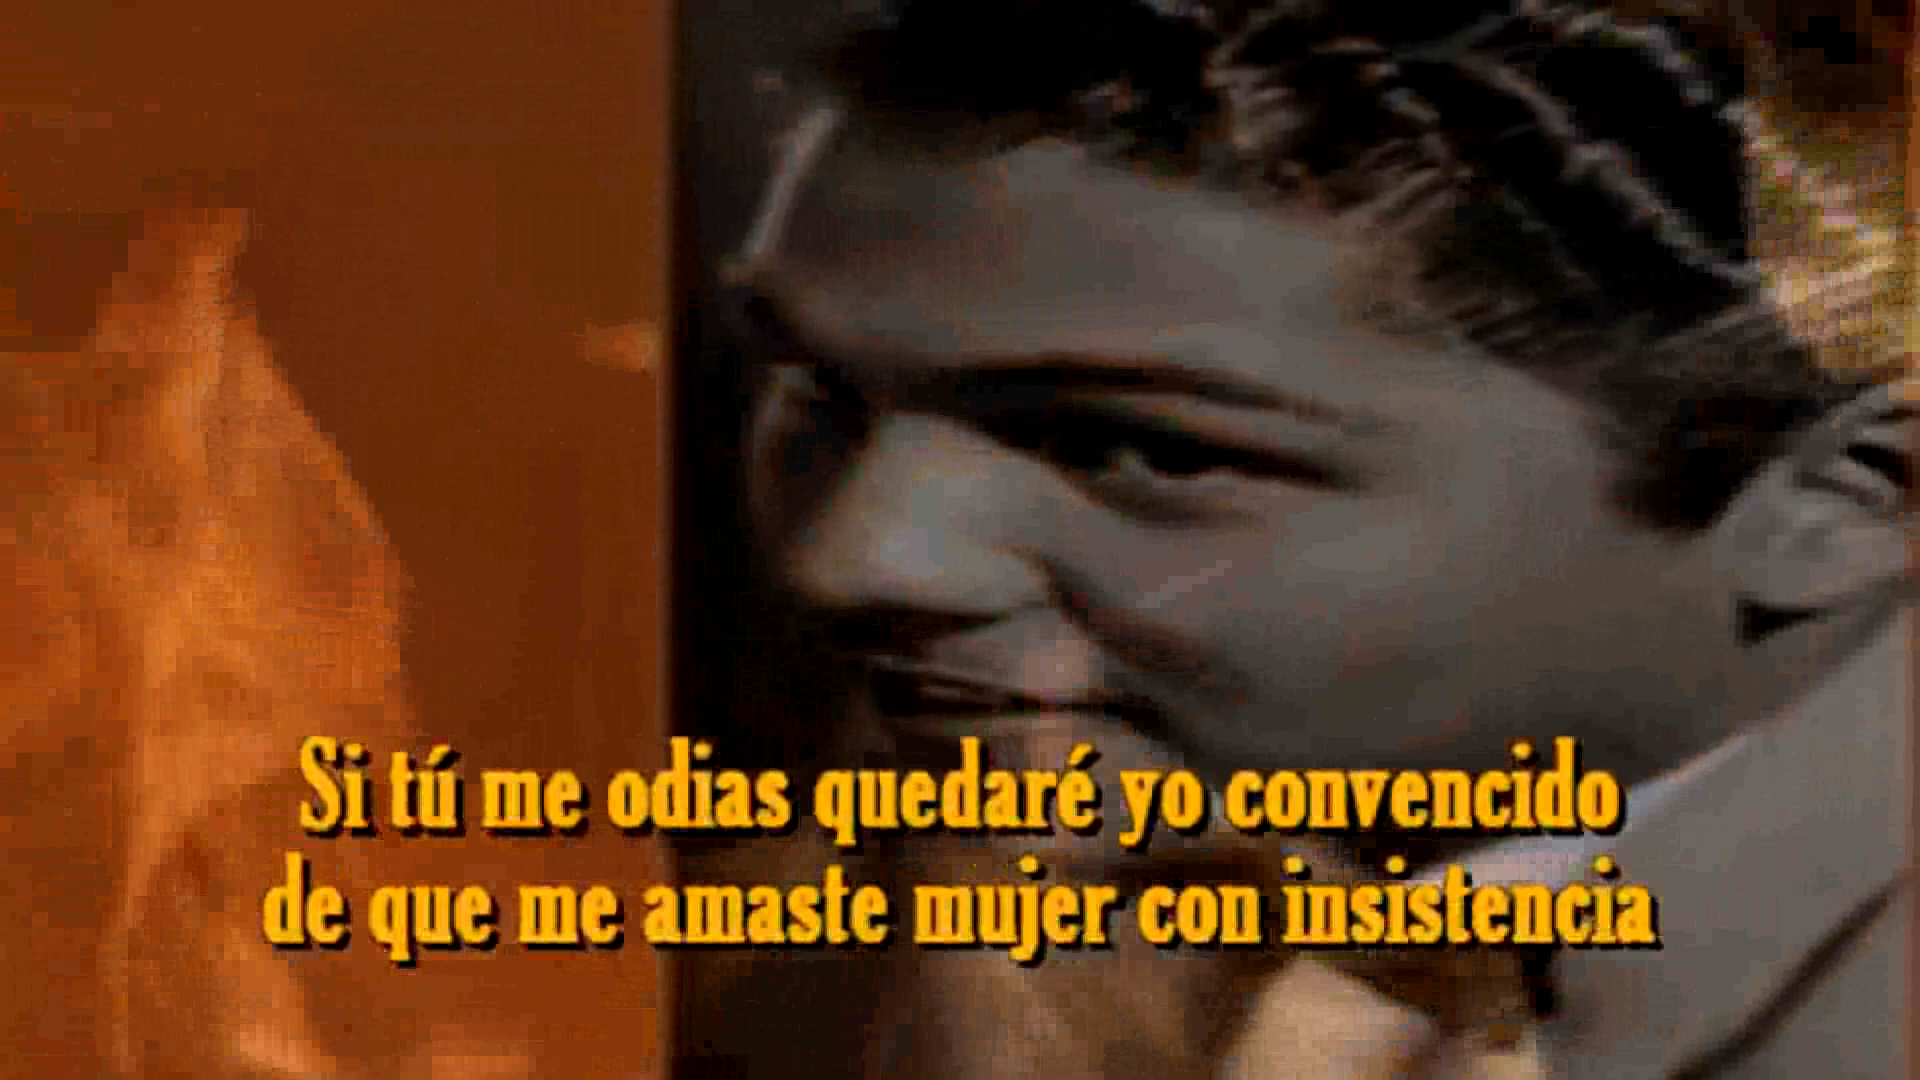 Si tú me odias quedaré yo convencido
de que me amaste mujer con insistencia